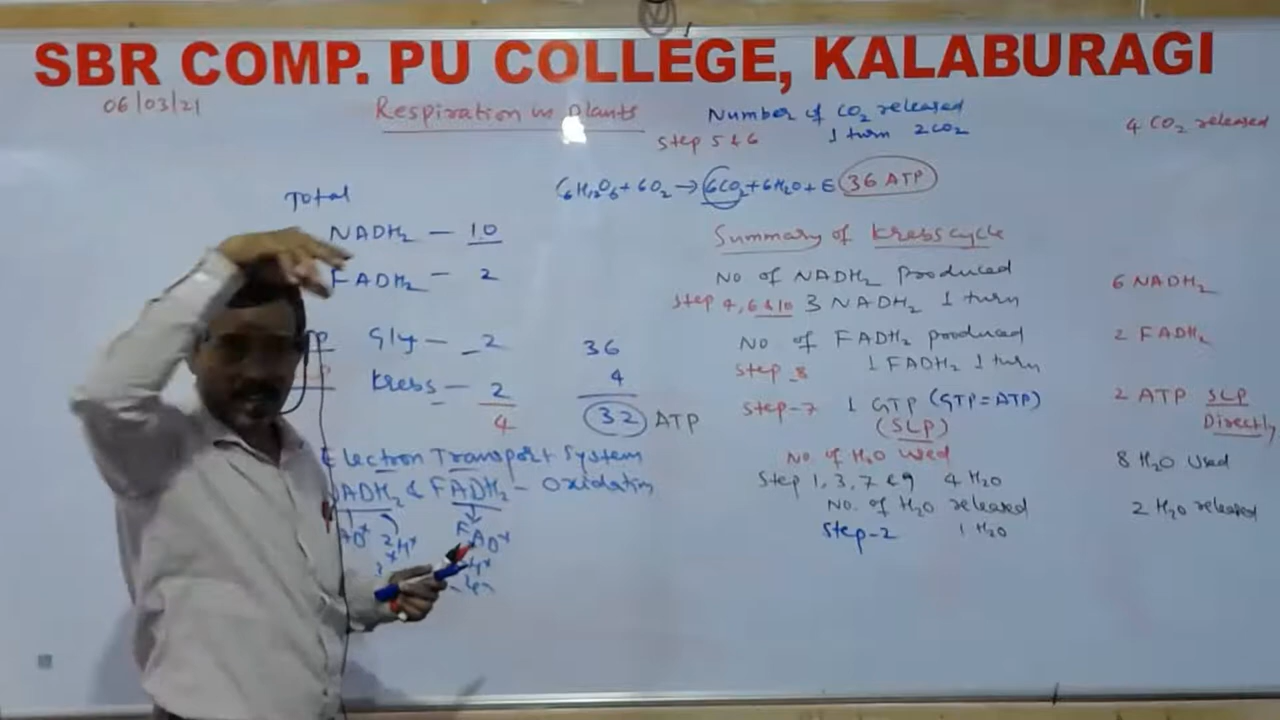 SBR COMP. PU COLLEGE, KALABURAGI
06/03/21
Respiration in Plants
Number of CO2 released
Step 5 & 6 1 turn 2CO2
4 CO2 released
C6H12O6 + 6O2 → 6CO2 + 6H2O + E 36 ATP
Total
NADH2 – 10
FADH2 – 2
Gly – 2
Krebs – 2
4
36
4
32 ATP
Electron Transport System
NADH2 & FADH2 – Oxidation
FAD+
Summary of Krebs cycle
No of NADH2 produced
Step 4, 6 & 10 3 NADH2 1 turn
6 NADH2
No of FADH2 produced
Step 8 1 FADH2 1 turn
2 FADH2
Step-7 1 GTP (GTP=ATP)
(SLP)
2 ATP SLP
Directly
No. of H2O used
Step 1, 3, 7 & 9 4 H2O
8 H2O Used
No. of H2O released
Step-2 1 H2O
2 H2O released